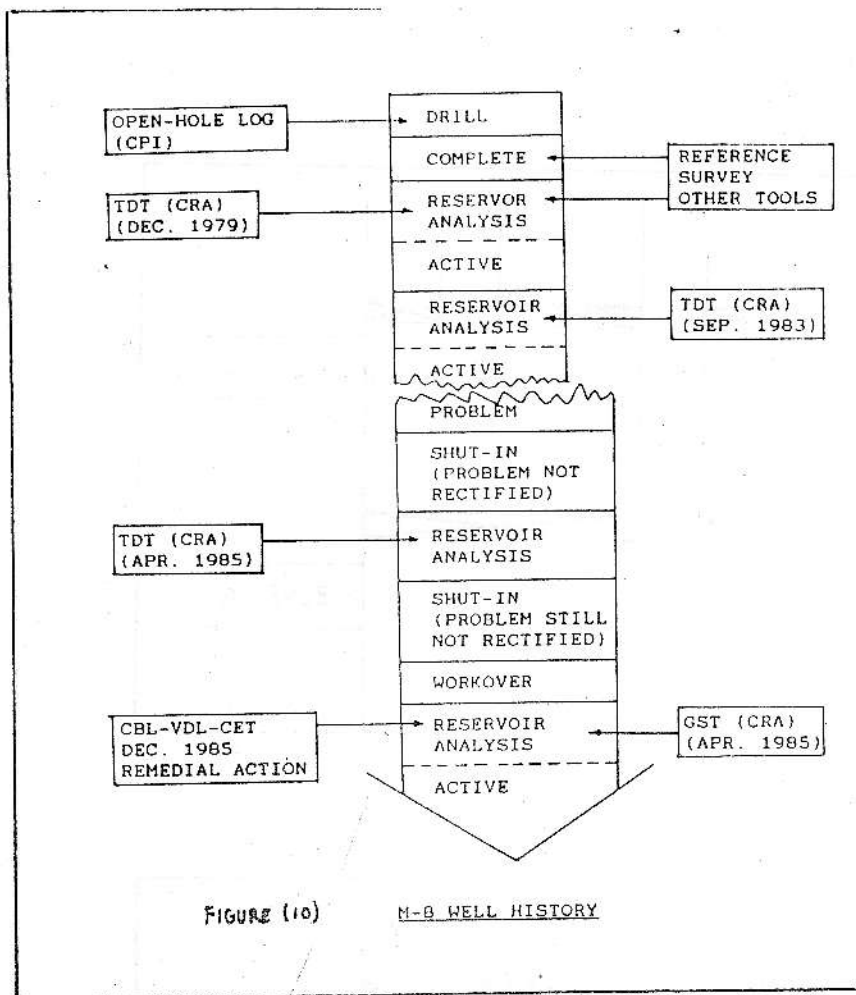 OPEN-HOLE LOG
(CPI)
DRILL
COMPLETE
REFERENCE
SURVEY
OTHER TOOLS
TDT (CRA)
(DEC. 1979)
RESERVOR
ANALYSIS
ACTIVE
RESERVOIR
ANALYSIS
TDT (CRA)
(SEP. 1983)
ACTIVE
PROBLEM
SHUT-IN
(PROBLEM NOT
RECTIFIED)
TDT (CRA)
(APR. 1985)
RESERVOIR
ANALYSIS
SHUT-IN
(PROBLEM STILL
NOT RECTIFIED)
WORKOVER
CBL-VDL-CET
DEC. 1985
REMEDIAL ACTION
RESERVOIR
ANALYSIS
GST (CRA)
(APR. 1985)
ACTIVE
FIGURE (10) M-8 WELL HISTORY